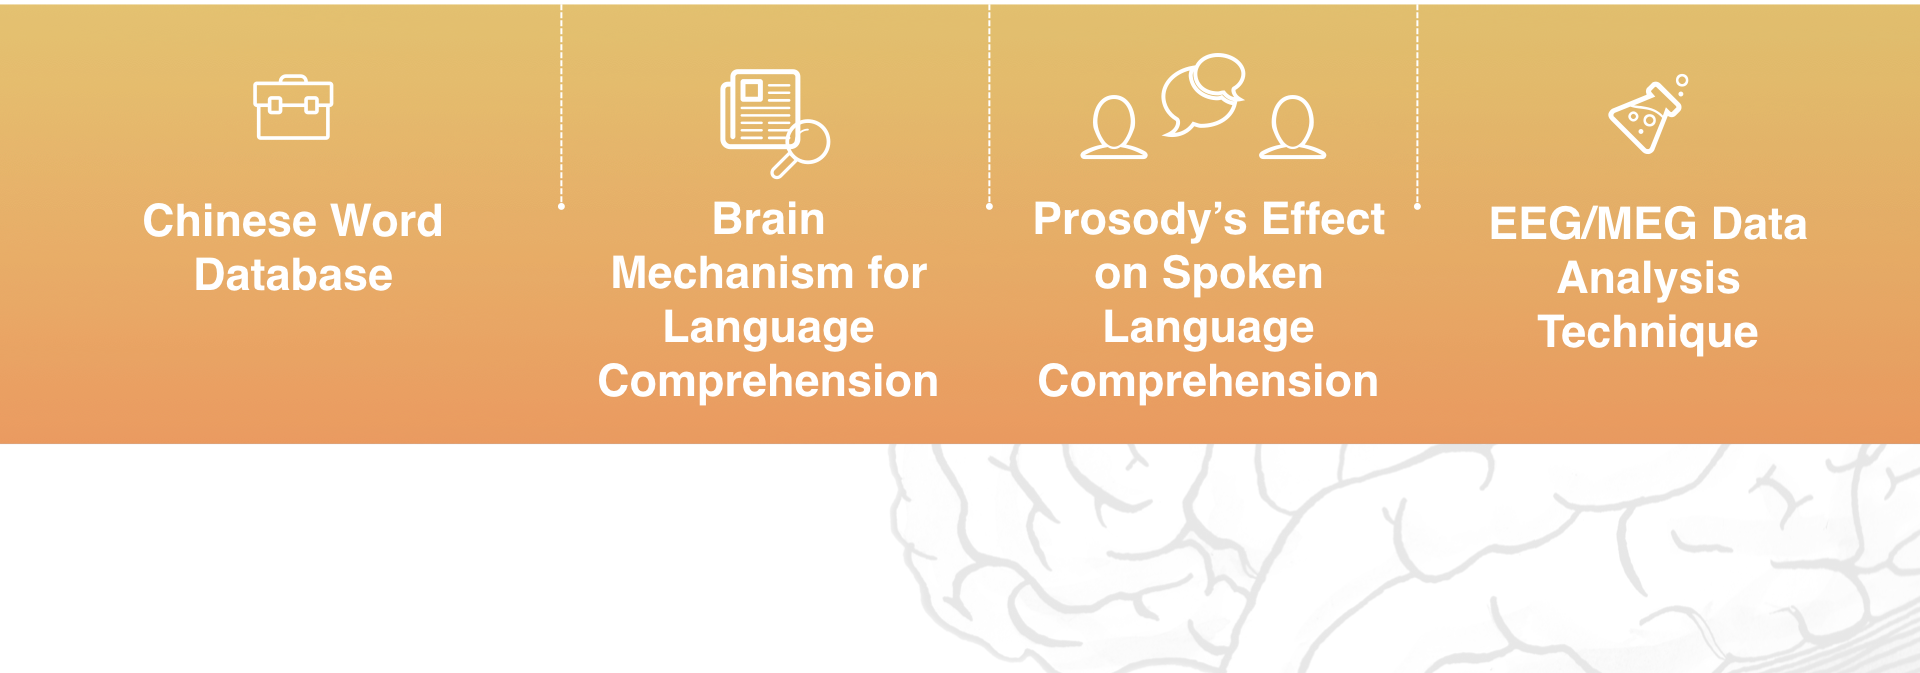 Chinese Word
Database
Brain
Mechanism for
Language
Comprehension
Prosody’s Effect
on Spoken
Language
Comprehension
EEG/MEG Data
Analysis
Technique